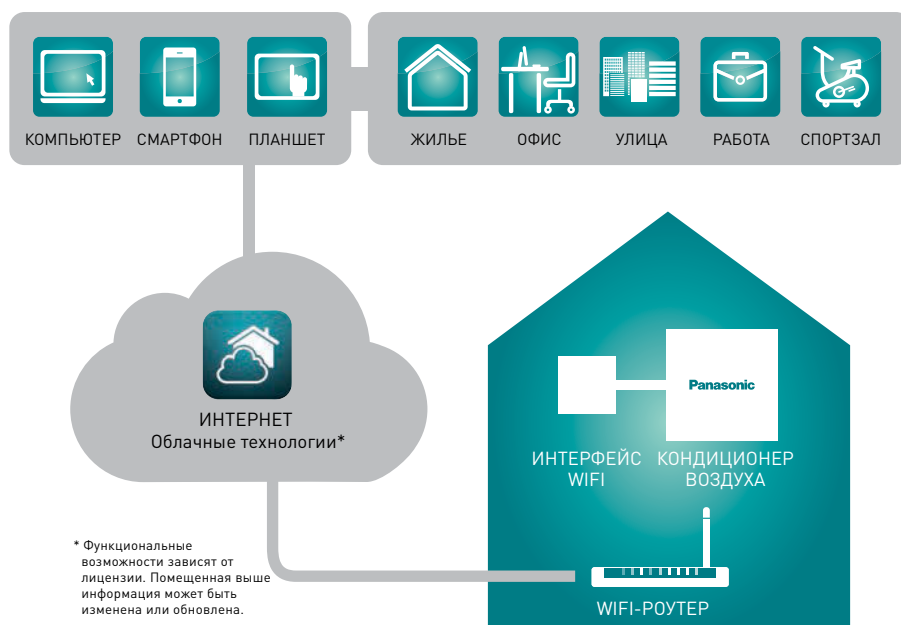 КОМПЬЮТЕР СМАРТФОН ПЛАНШЕТ ЖИЛЬЕ ОФИС УЛИЦА РАБОТА СПОРТЗАЛ
ИНТЕРНЕТ
Облачные технологии*
Panasonic
ИНТЕРФЕЙС
WIFI
КОНДИЦИОНЕР
ВОЗДУХА
WIFI-РОУТЕР
* Функциональные
возможности зависят от
лицензии. Помещенная выше
информация может быть
изменена или обновлена.